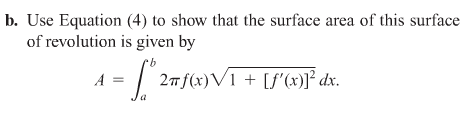 b. Use Equation (4) to show that the surface area of this surface
of revolution is given by
A = ∫ₐᵇ 2πf(x)√(1 + [f′(x)]²) dx.